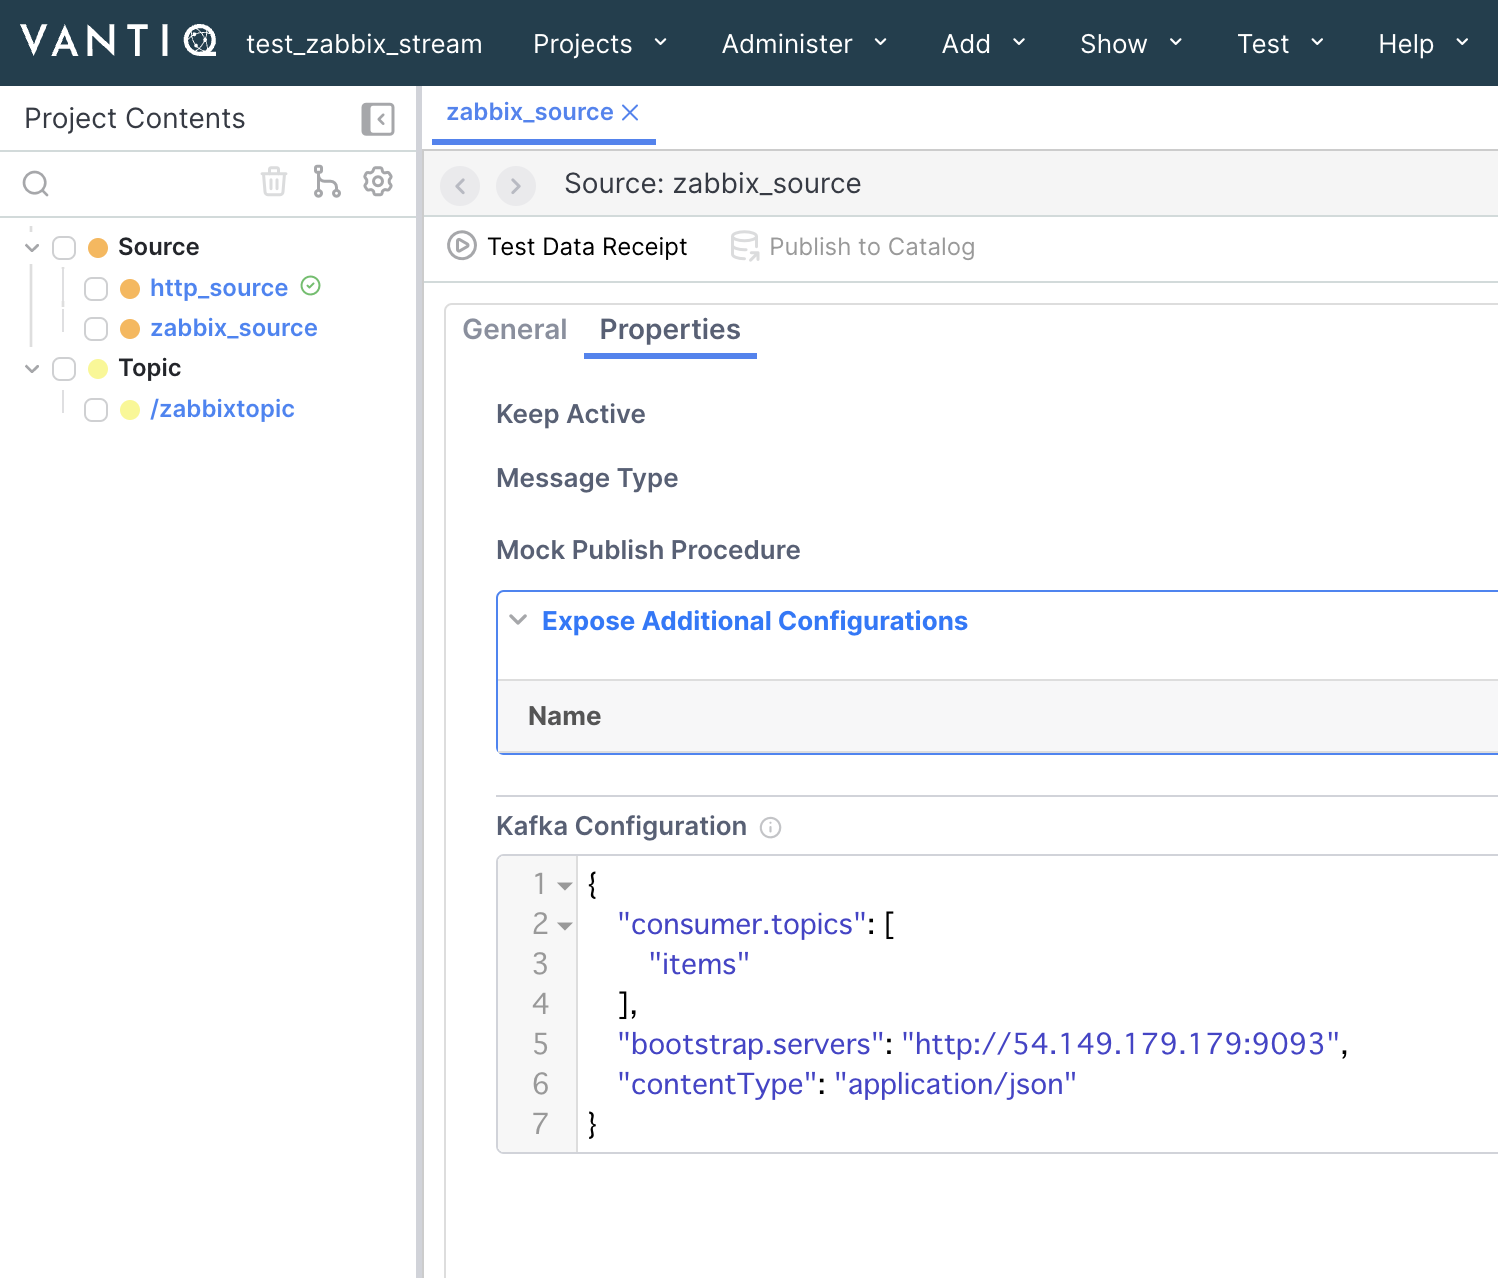 VANTIQ test_zabbix_stream Projects Administer Add Show Test Help
Project Contents
zabbix_source
Source: zabbix_source
Test Data Receipt Publish to Catalog
Source
http_source
zabbix_source
Topic
/zabbixtopic
General Properties
Keep Active
Message Type
Mock Publish Procedure
Expose Additional Configurations
Name
Kafka Configuration
1 {
2 "consumer.topics": [
3 "items"
4 ],
5 "bootstrap.servers": "http://54.149.179.179:9093",
6 "contentType": "application/json"
7 }